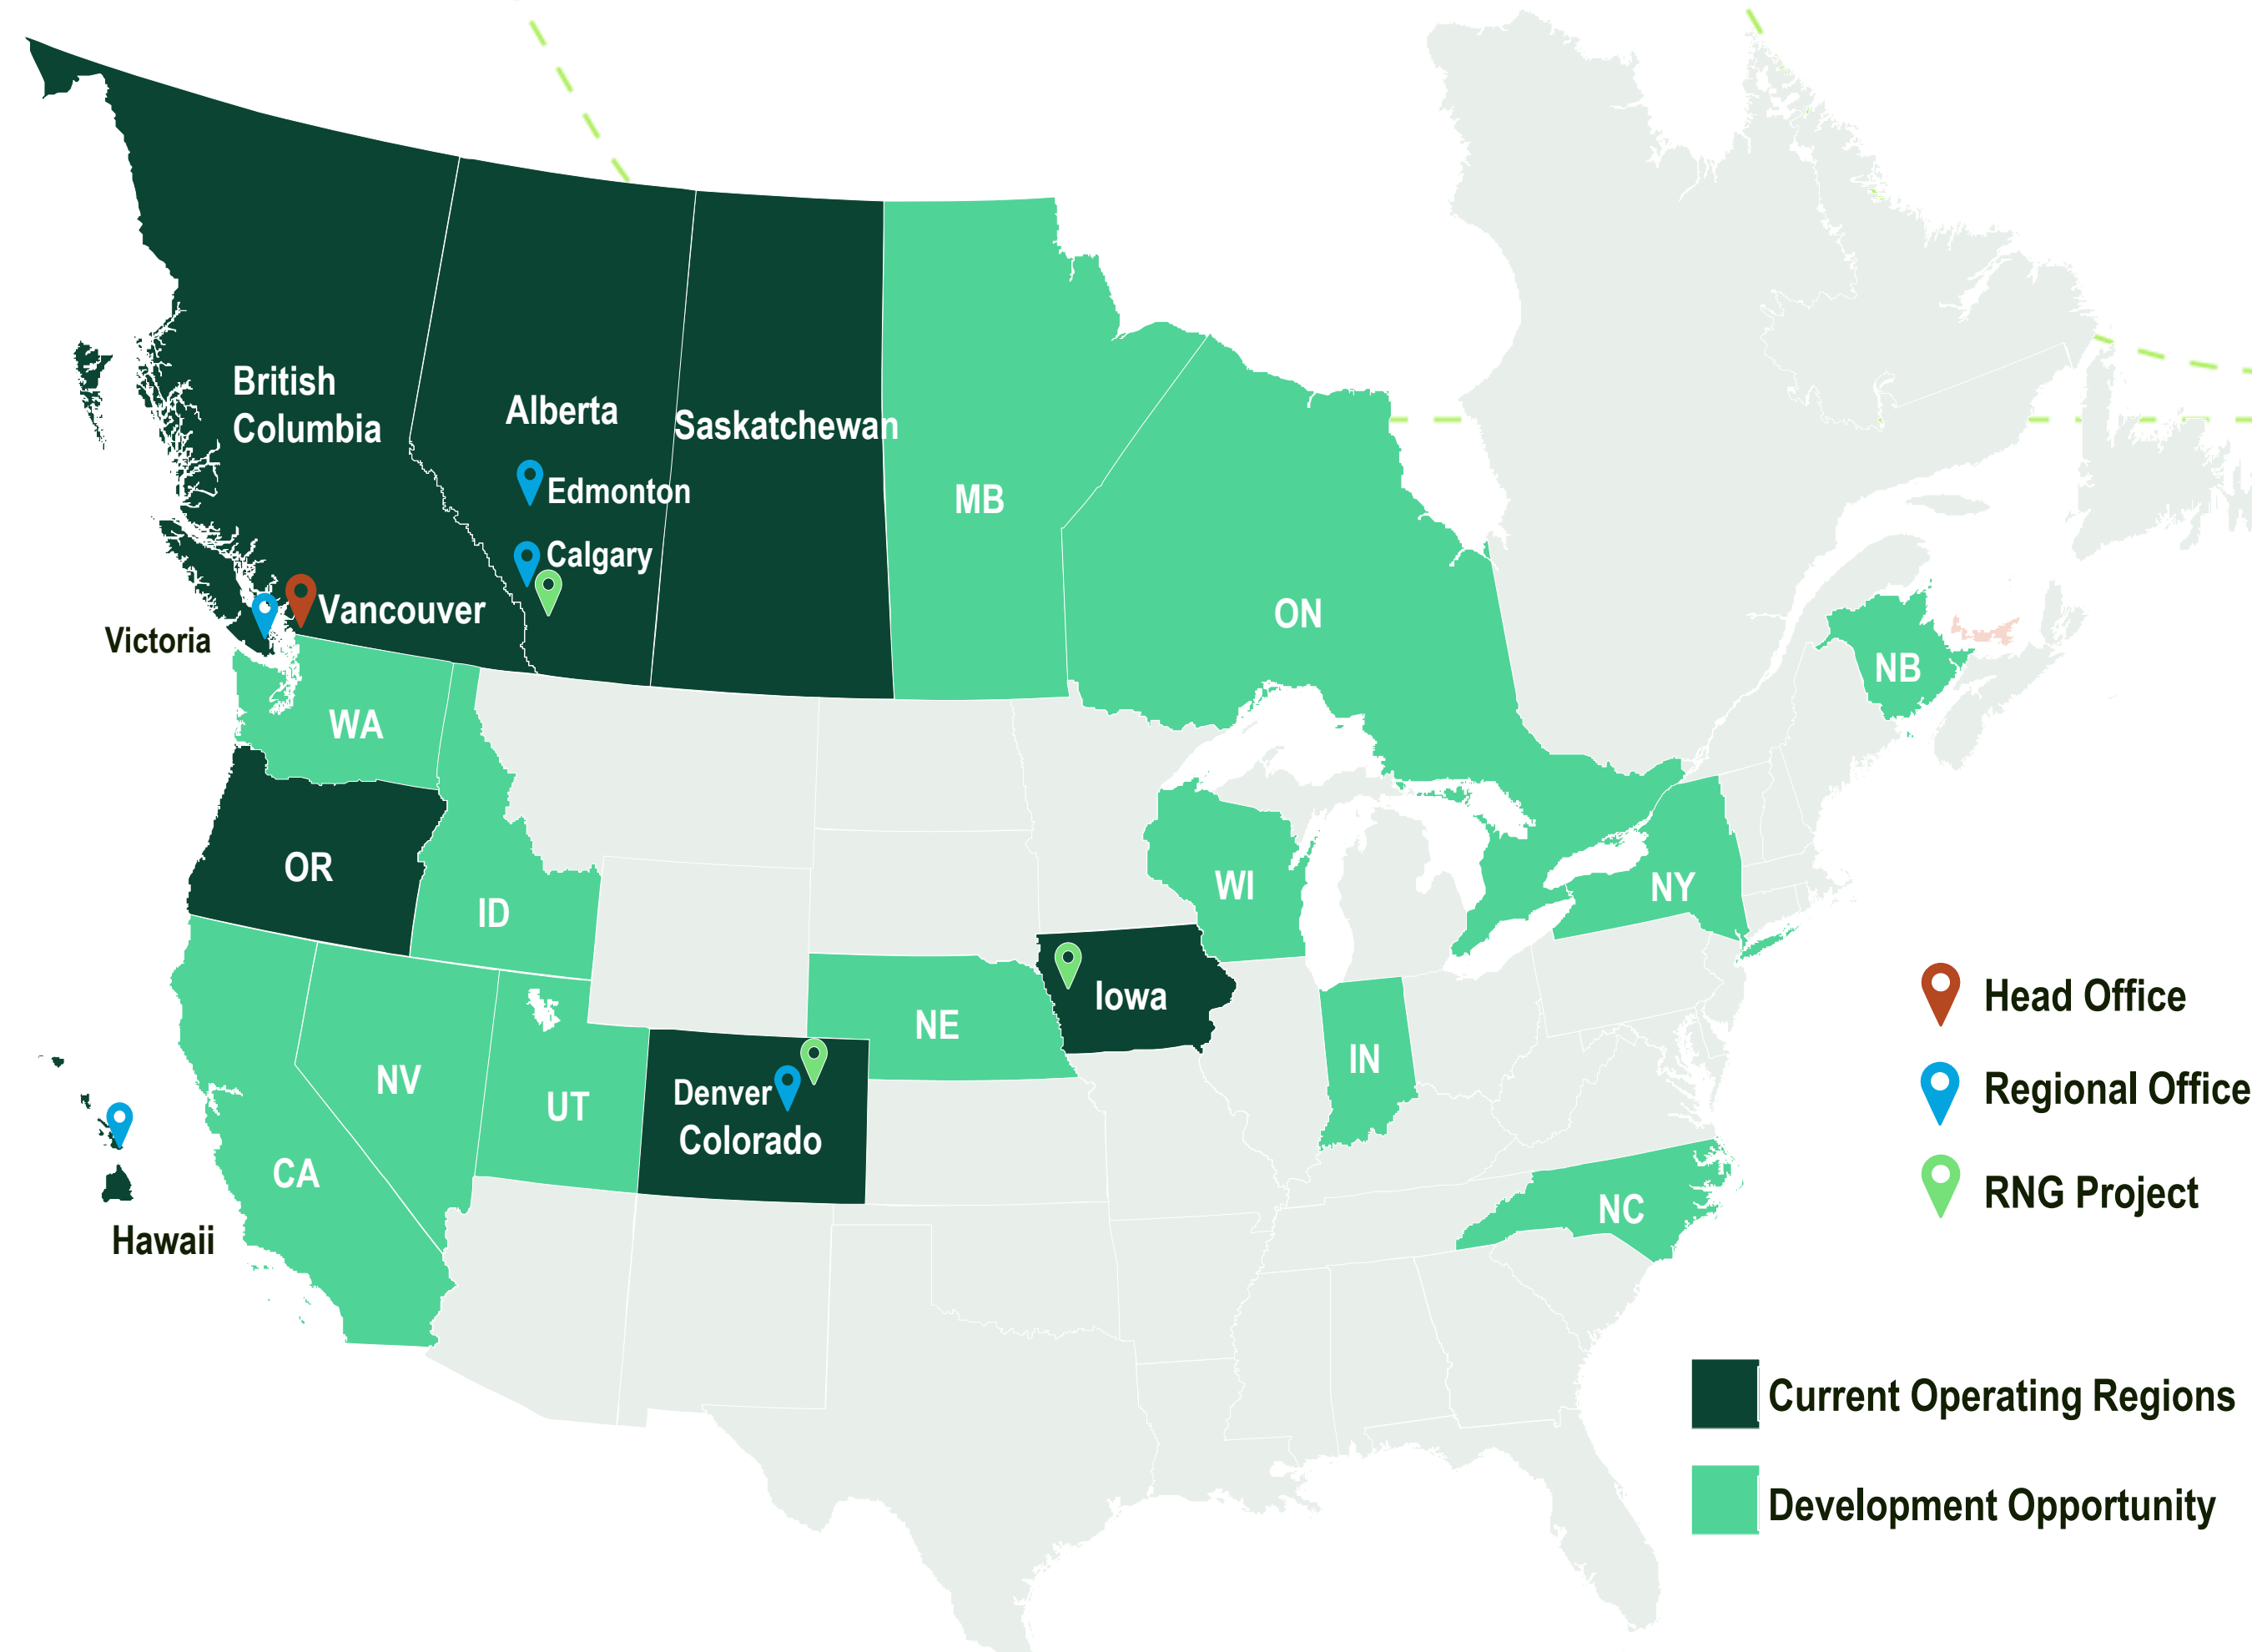 British
Columbia
Alberta
Saskatchewan
Edmonton
MB
Calgary
Vancouver
ON
Victoria
NB
WA
OR
ID
WI
NY
Iowa
Head Office
NE
IN
NV
Denver
UT
Regional Office
Colorado
CA
RNG Project
NC
Hawaii
Current Operating Regions
Development Opportunity